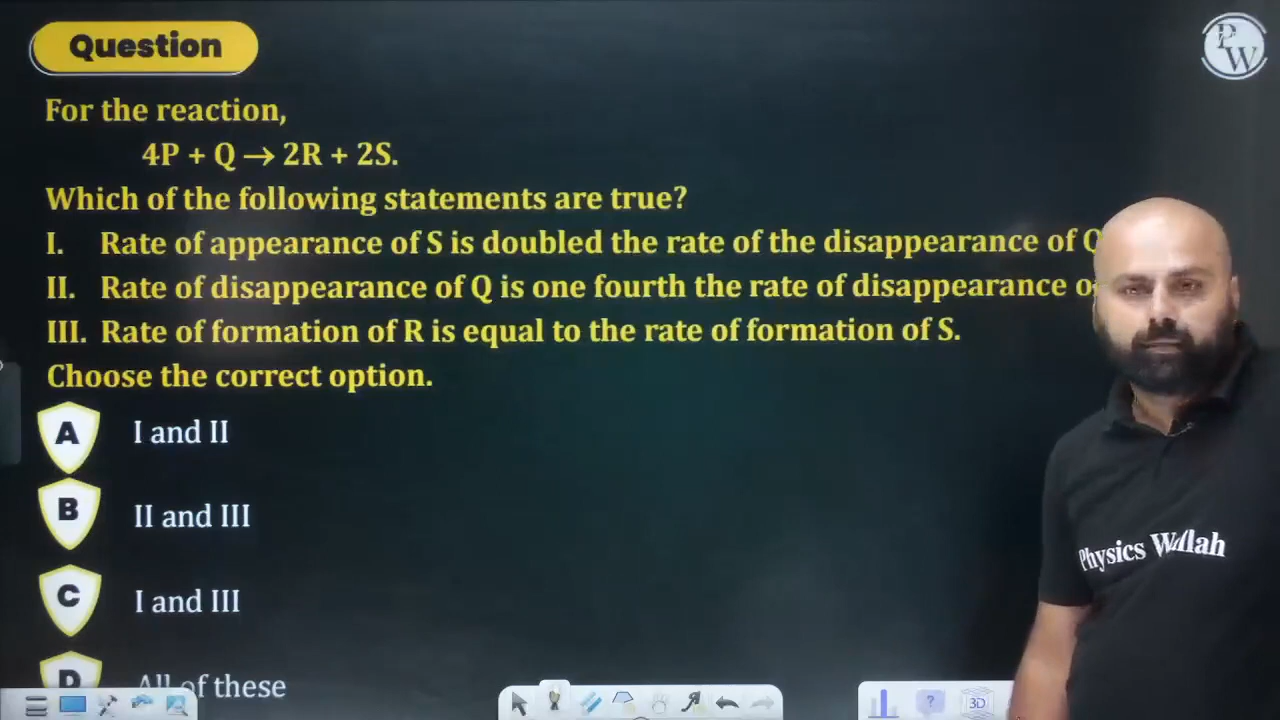 Question
PW
For the reaction,
4P + Q → 2R + 2S.
Which of the following statements are true?
I. Rate of appearance of S is doubled the rate of the disappearance of Q
II. Rate of disappearance of Q is one fourth the rate of disappearance
III. Rate of formation of R is equal to the rate of formation of S.
Choose the correct option.
A I and II
B II and III
C I and III
D All of these
Physics Wallah
3D